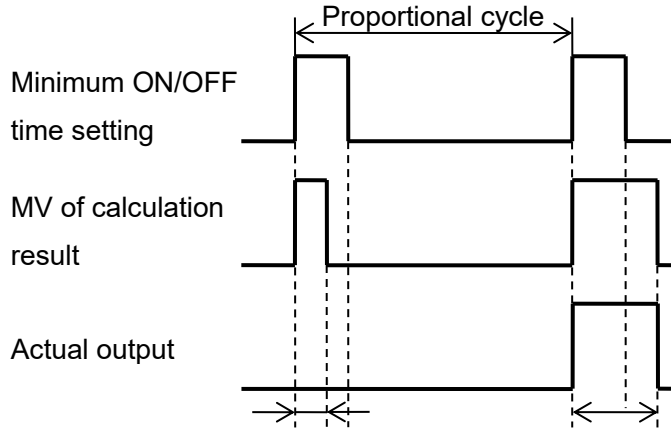 Proportional cycle
Minimum ON/OFF
time setting
MV of calculation
result
Actual output